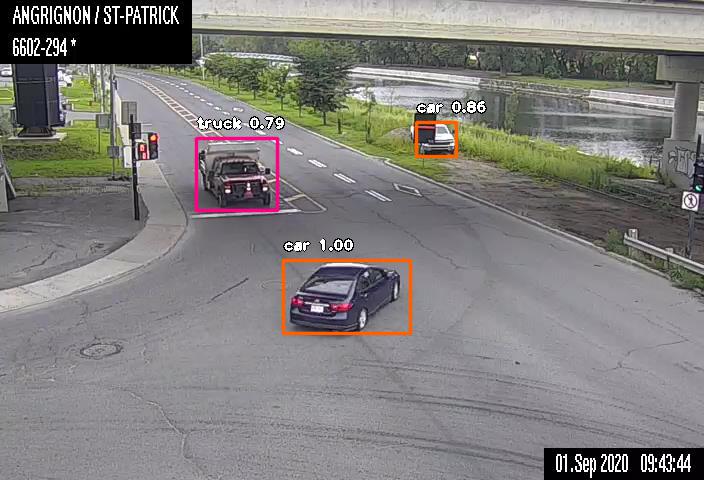 ANGRIGNON / ST-PATRICK
6602-294 *
car 0.86
truck 0.79
car 1.00
01.Sep 2020 09:43:44